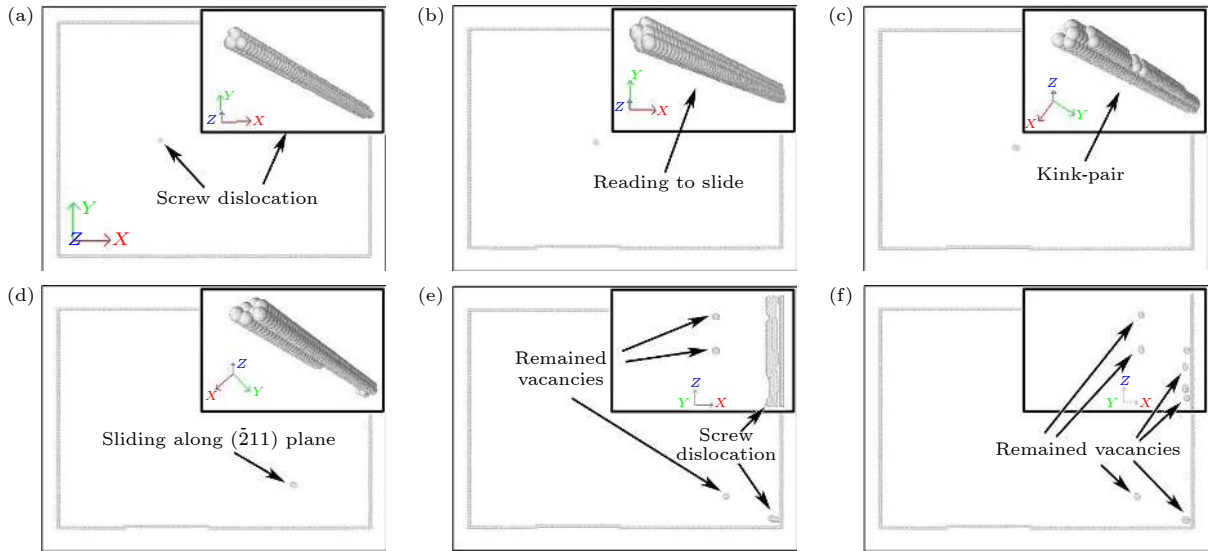 (a)
Y
Z
X
Screw dislocation
Y
Z
X
(b)
Y
Z
X
Reading to slide
(c)
Z
X
Y
Kink-pair
(d)
Z
X
Y
Sliding along (2̄11) plane
(e)
Remained
vacancies
Z
Y
X
Screw
dislocation
(f)
Z
Y
X
Remained vacancies